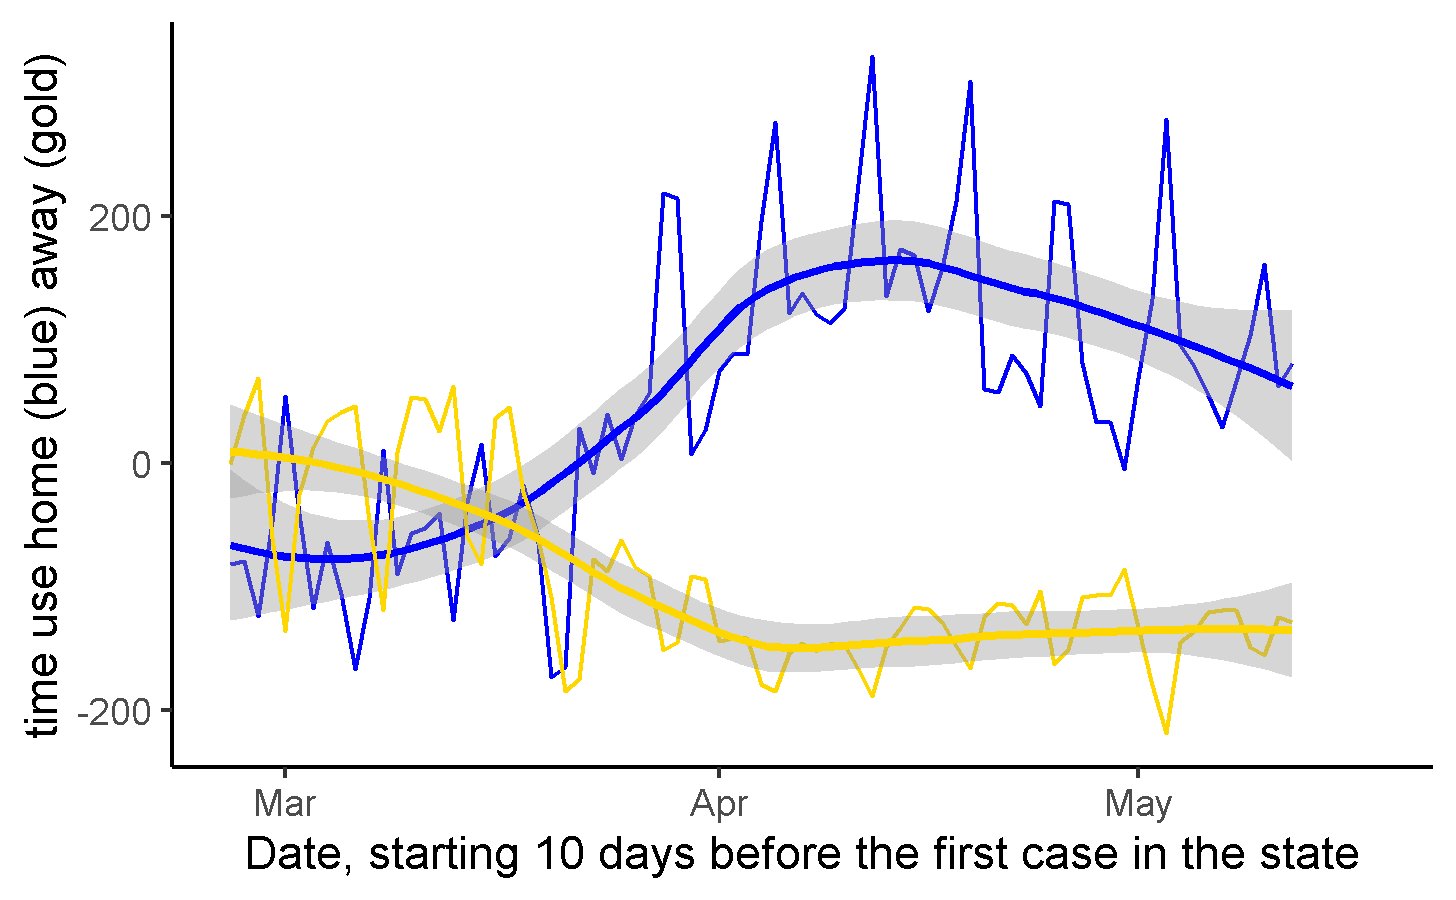 time use home (blue) away (gold)
200
0
-200
Mar Apr May
Date, starting 10 days before the first case in the state